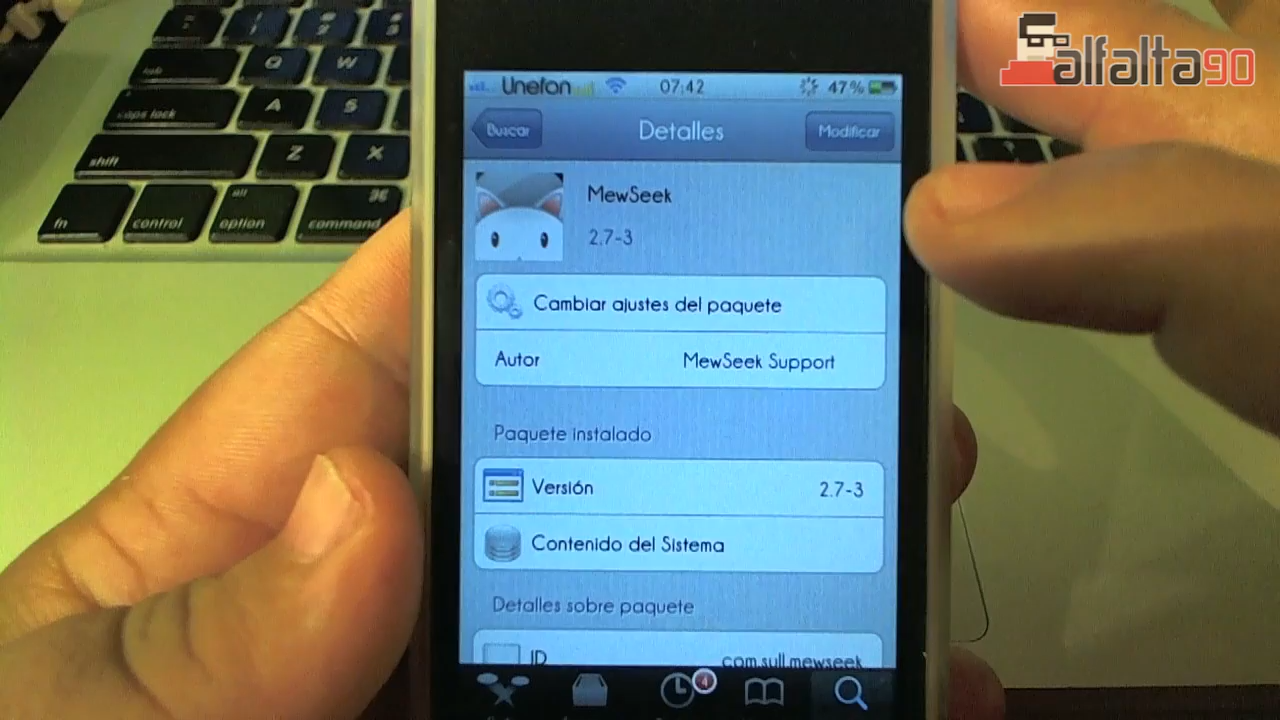 alfalta90
Unefon 07:42 47%
Buscar Detalles Modificar
MewSeek
2.7-3
Cambiar ajustes del paquete
Autor MewSeek Support
Paquete instalado
Versión 2.7-3
Contenido del Sistema
Detalles sobre paquete
ID com.sull.mewseek
4
Q W
caps lock A S
shift Z X
fn control alt option ⌘ command